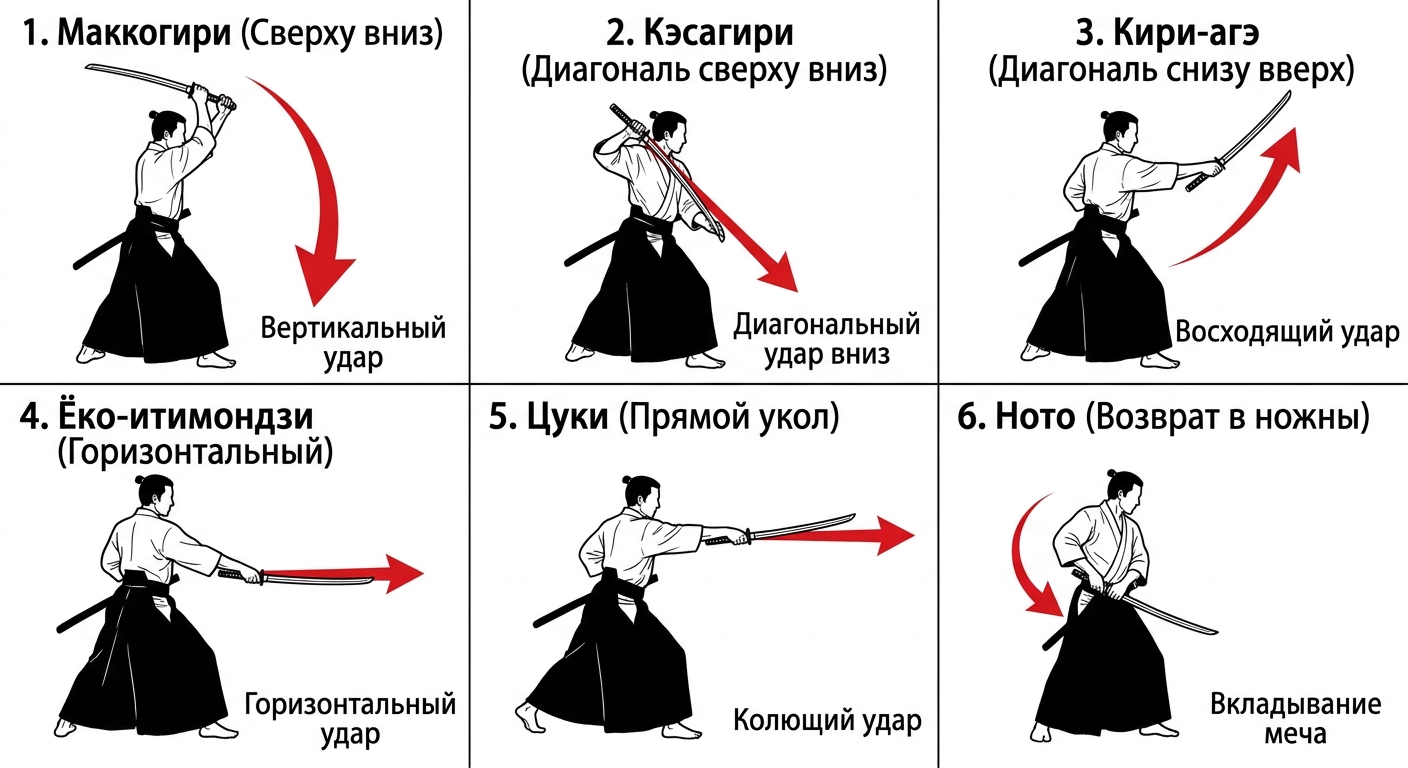 1. Маккогири (Сверху вниз)
Вертикальный
удар
2. Кэсагири
(Диагональ сверху вниз)
Диагональный
удар вниз
3. Кири-агэ
(Диагональ снизу вверх)
Восходящий удар
4. Ёко-итимондзи
(Горизонтальный)
Горизонтальный
удар
5. Цуки (Прямой укол)
Колющий удар
6. Ното (Возврат в ножны)
Вкладывание
меча